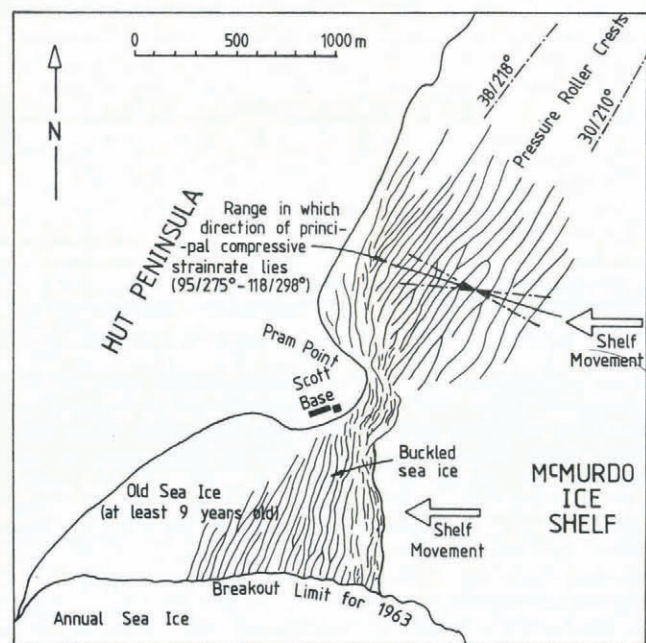 0 500 1000 m
N
38/218°
30/210°
Pressure Roller Crests
HUT PENINSULA
Range in which
direction of princi-
-pal compressive
strainrate lies
(95/275°-118/298°)
Shelf
Movement
Pram Point
Scott
Base
Buckled
sea ice
Old Sea Ice
(at least 9 years old)
Shelf
Movement
McMURDO
ICE
SHELF
Breakout Limit for 1963
Annual Sea Ice